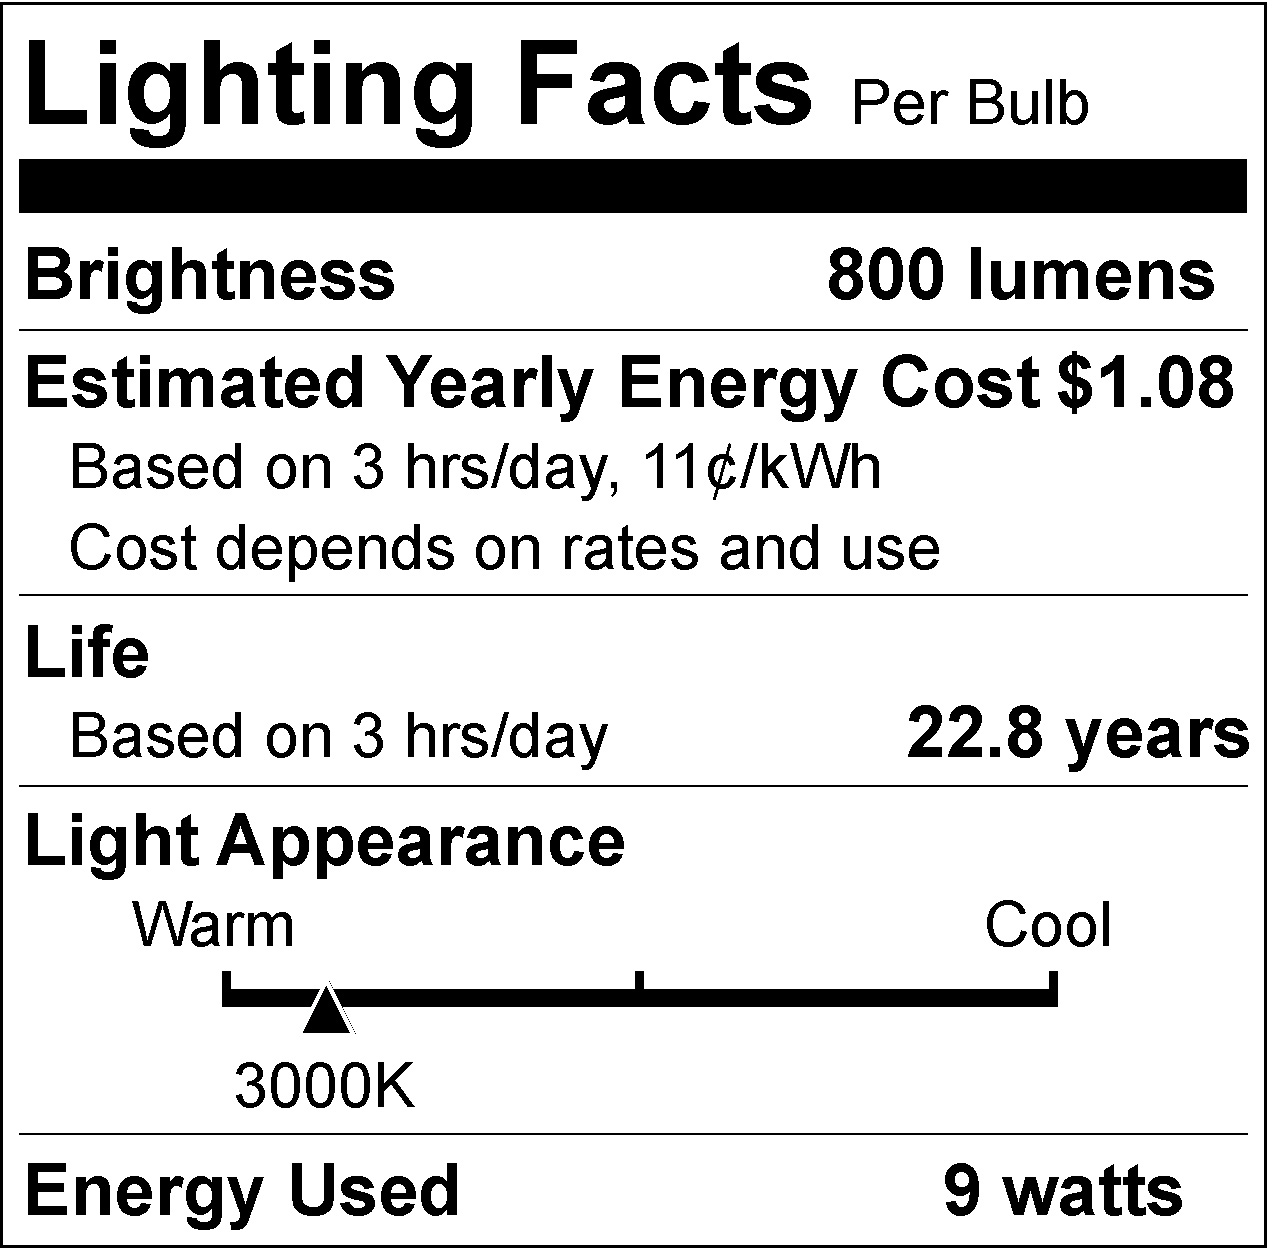 Lighting Facts Per Bulb
Brightness 800 lumens
Estimated Yearly Energy Cost $1.08
Based on 3 hrs/day, 11¢/kWh
Cost depends on rates and use
Life
Based on 3 hrs/day 22.8 years
Light Appearance
Warm Cool
3000K
Energy Used 9 watts